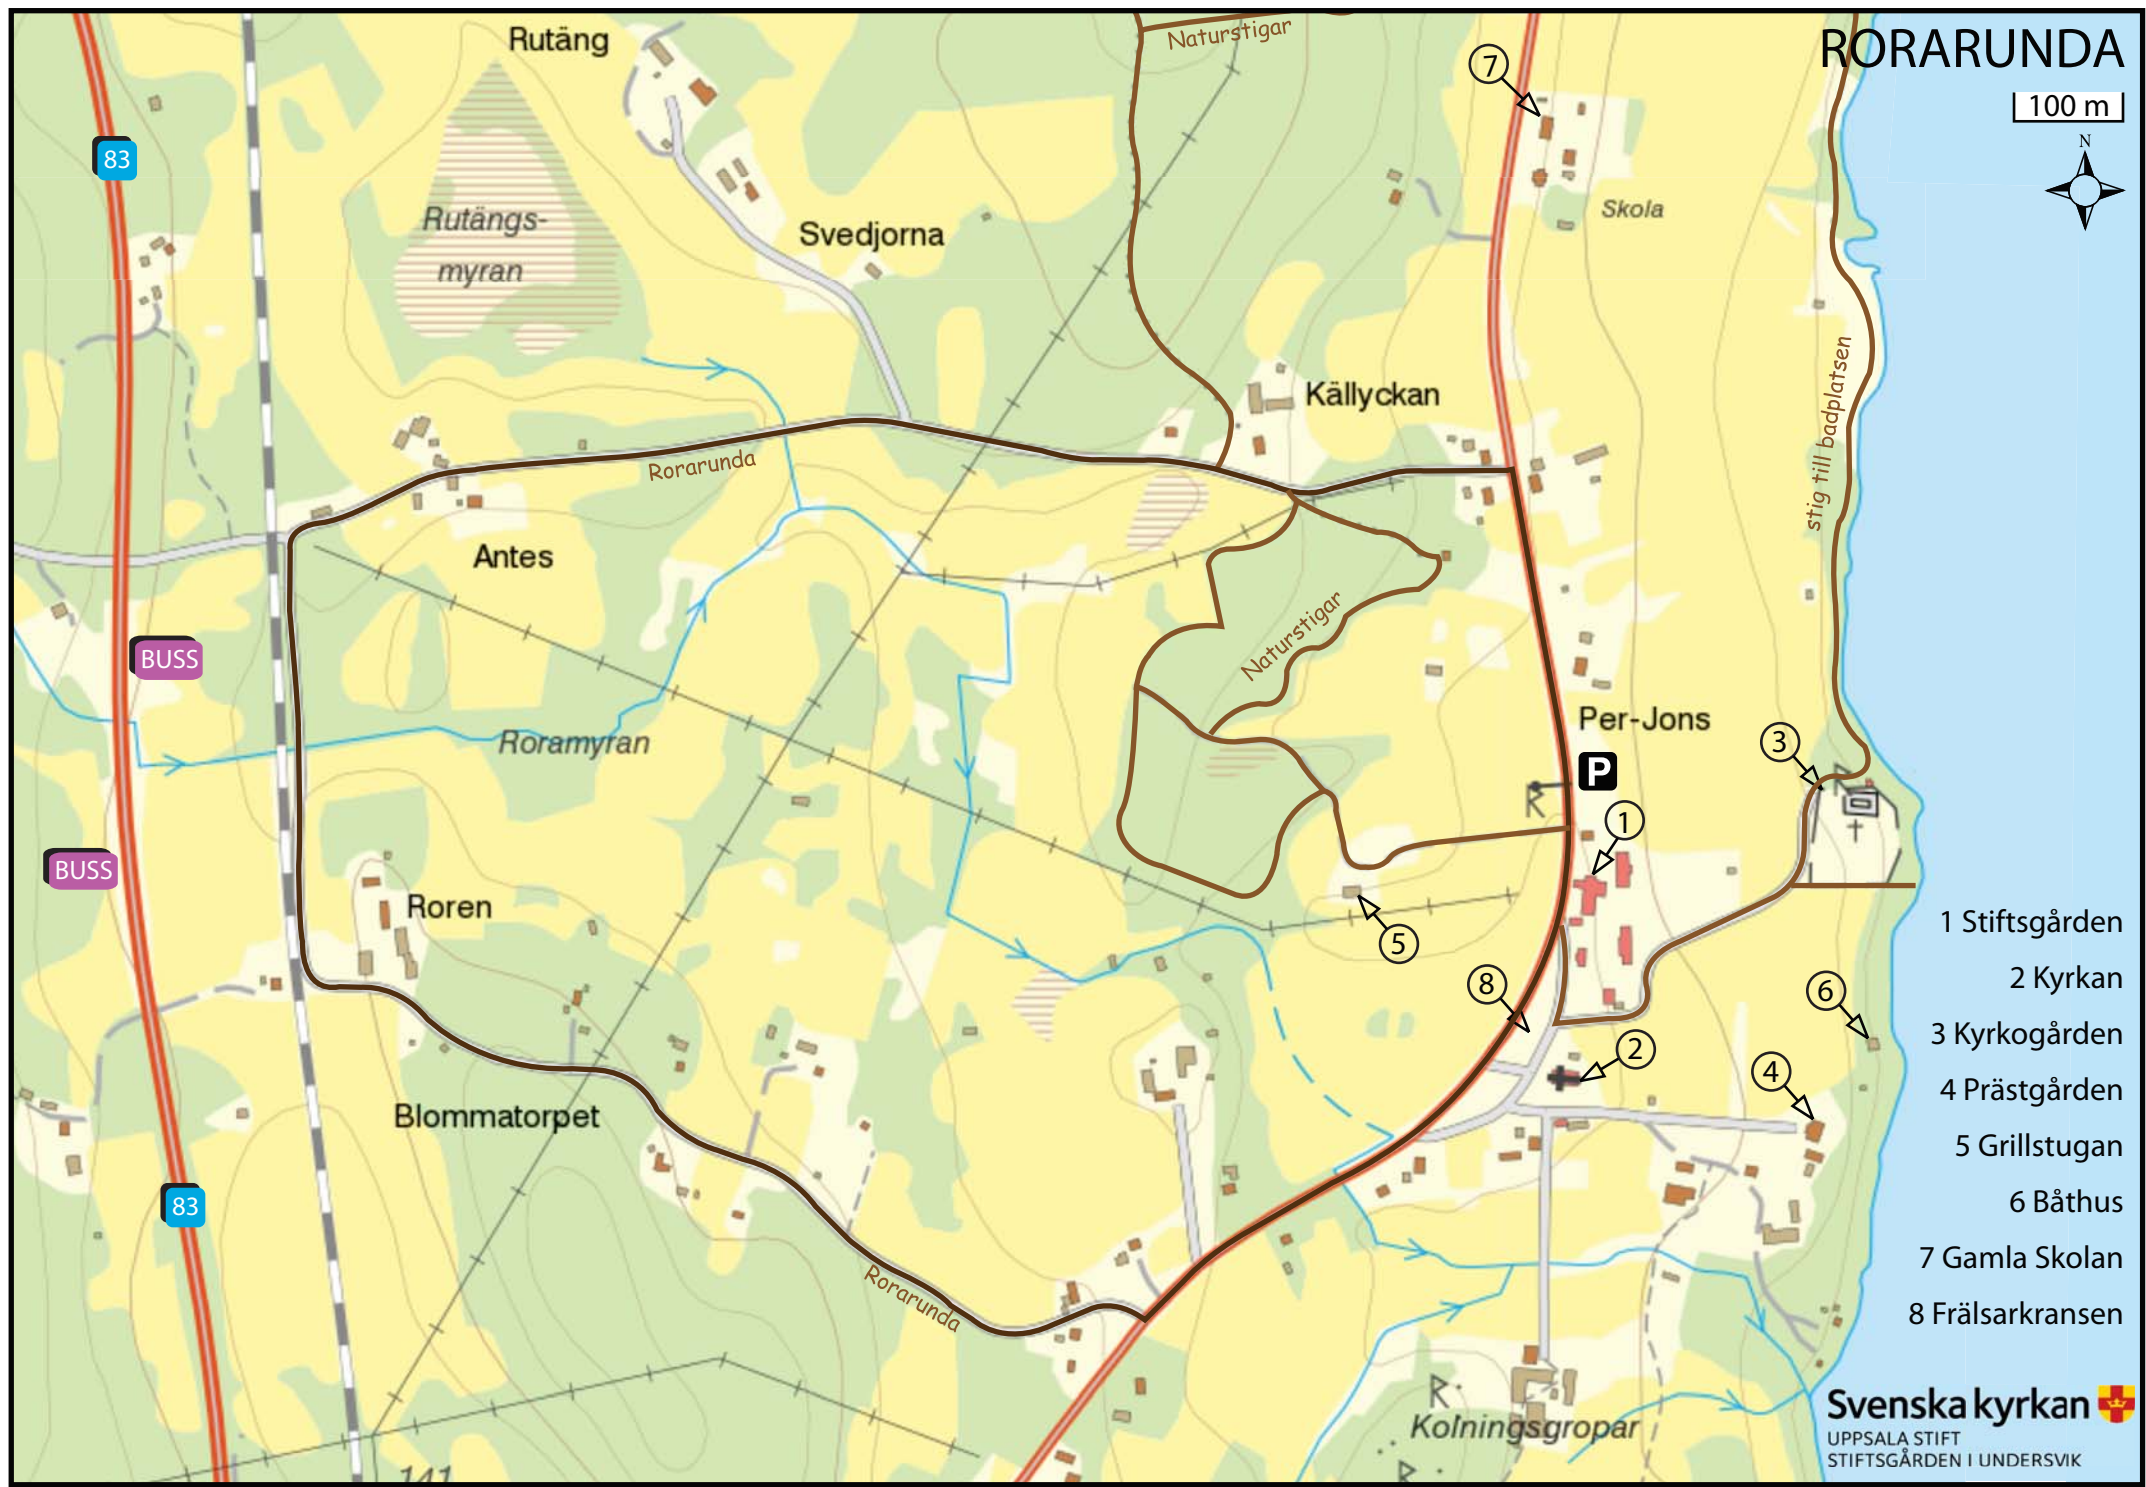 Rutäng
Naturstigar
RORARUNDA
7
100 m
N
83
Rutängs-
myran
Svedjorna
Skola
Källyckan
stig till badplatsen
Rorarunda
Antes
BUSS
Naturstigar
Roramyran
Per-Jons
3
P
R
R
1
BUSS
Roren
5
8
6
2
4
1 Stiftsgården
2 Kyrkan
3 Kyrkogården
4 Prästgården
5 Grillstugan
6 Båthus
7 Gamla Skolan
8 Frälsarkransen
Blommatorpet
83
Rorarunda
R
Kolningsgropar
R
141
Svenska kyrkan
UPPSALA STIFT
STIFTSGÅRDEN I UNDERSVIK